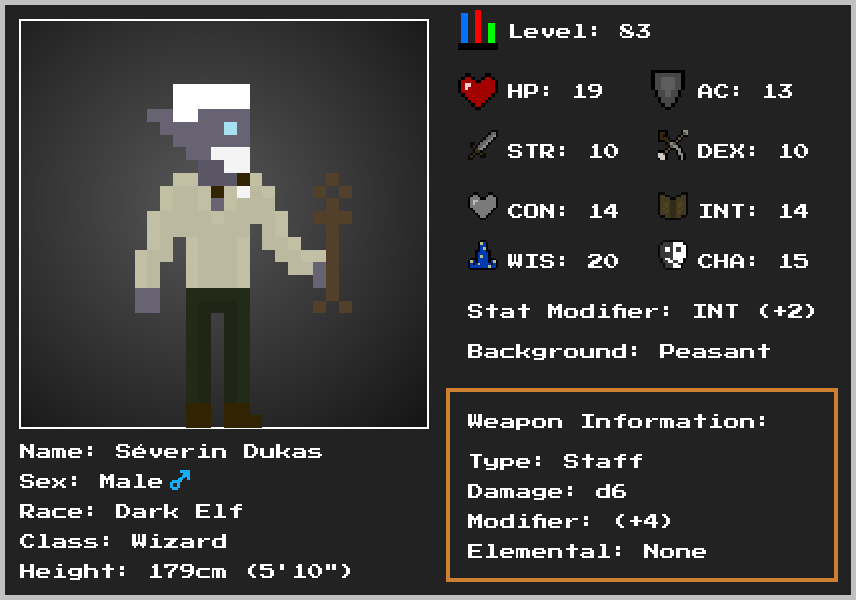 Level: 83
HP: 19
AC: 13
STR: 10
DEX: 10
CON: 14
INT: 14
WIS: 20
CHA: 15
Stat Modifier: INT (+2)
Background: Peasant
Weapon Information:
Type: Staff
Damage: d6
Modifier: (+4)
Elemental: None
Name: Séverin Dukas
Sex: Male♂
Race: Dark Elf
Class: Wizard
Height: 179cm (5'10")